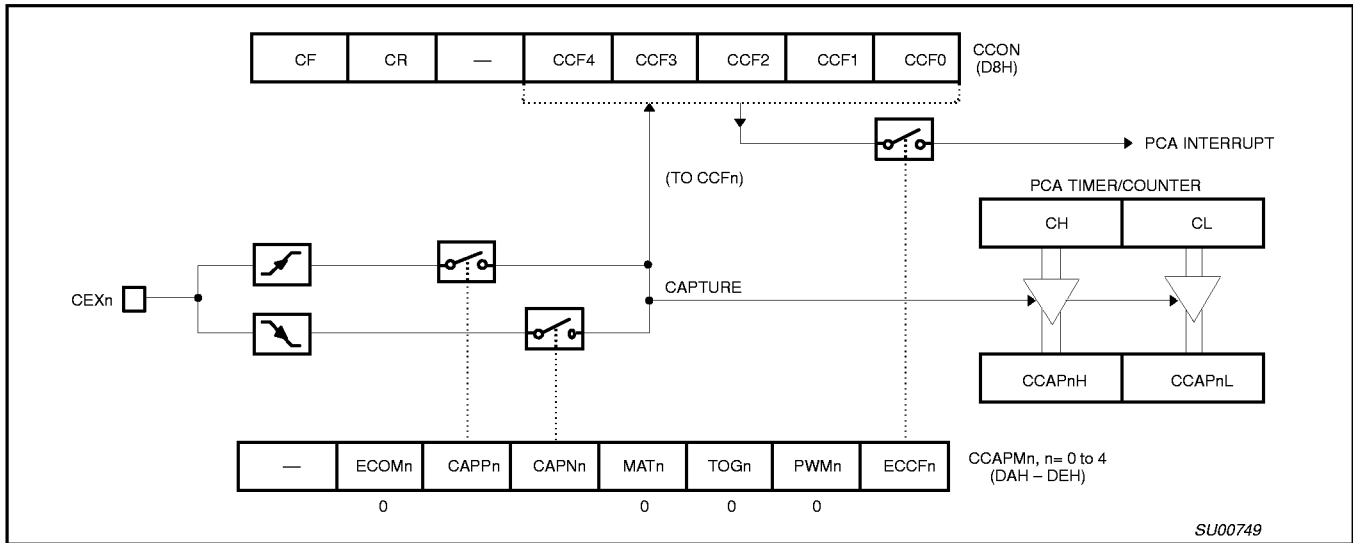 CF CR — CCF4 CCF3 CCF2 CCF1 CCF0
CCON
(D8H)
PCA INTERRUPT
(TO CCFn)
PCA TIMER/COUNTER
CH CL
CEXn
CAPTURE
CCAPnH CCAPnL
— ECOMn CAPPn CAPNn MATn TOGn PWMn ECCFn
CCAPMn, n= 0 to 4
(DAH – DEH)
0 0 0 0
SU00749